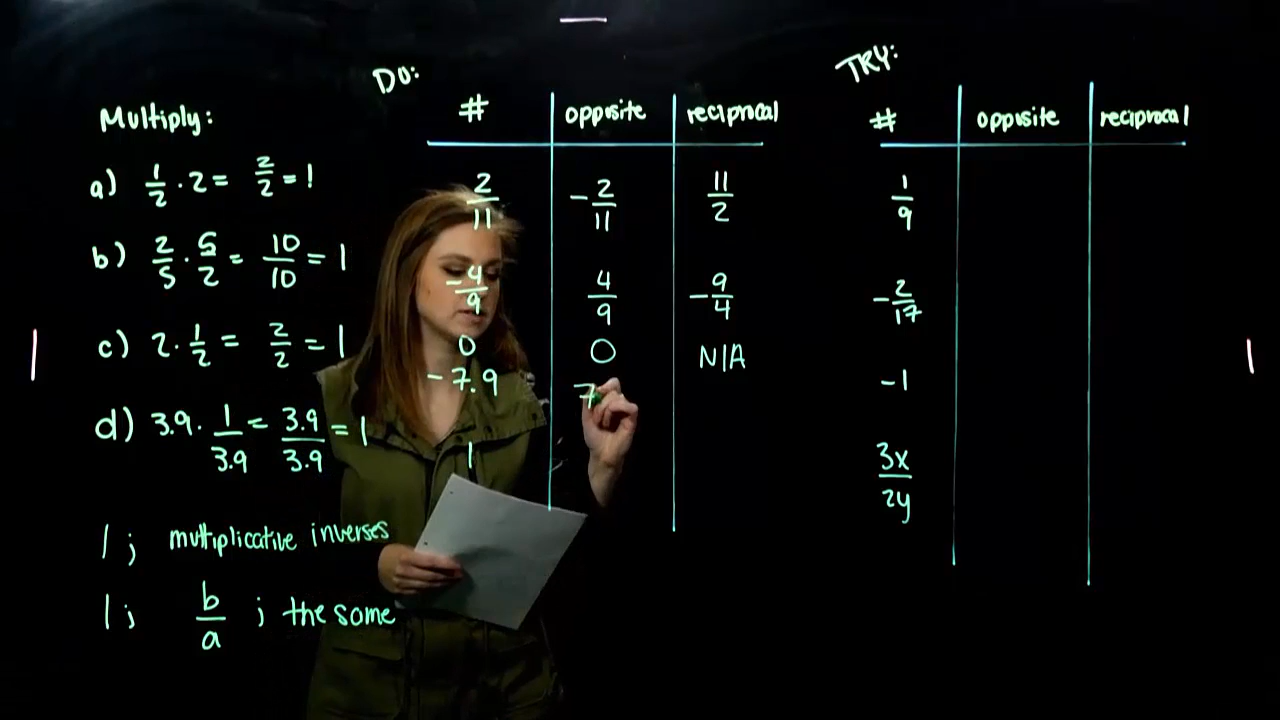 Multiply:
a) 1/2 · 2 = 2/2 = 1
b) 2/5 · 5/2 = 10/10 = 1
c) 2 · 1/2 = 2/2 = 1
d) 3.9 · 1/3.9 = 3.9/3.9 = 1
1; multiplicative inverses
1; b/a ; the same
DO:
# opposite reciprocal
2/11 -2/11 11/2
-4/9 4/9 -9/4
0 0 N/A
-7.9 7
1
TRY:
# opposite reciprocal
1/9
-2/17
-1
3x/2y